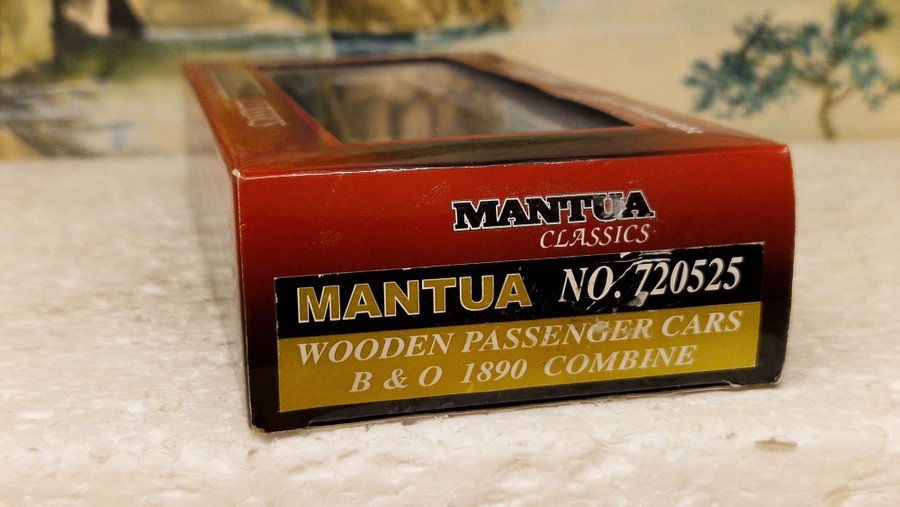 MANTUA
CLASSICS
MANTUA NO. 720525
WOODEN PASSENGER CARS
B & O 1890 COMBINE